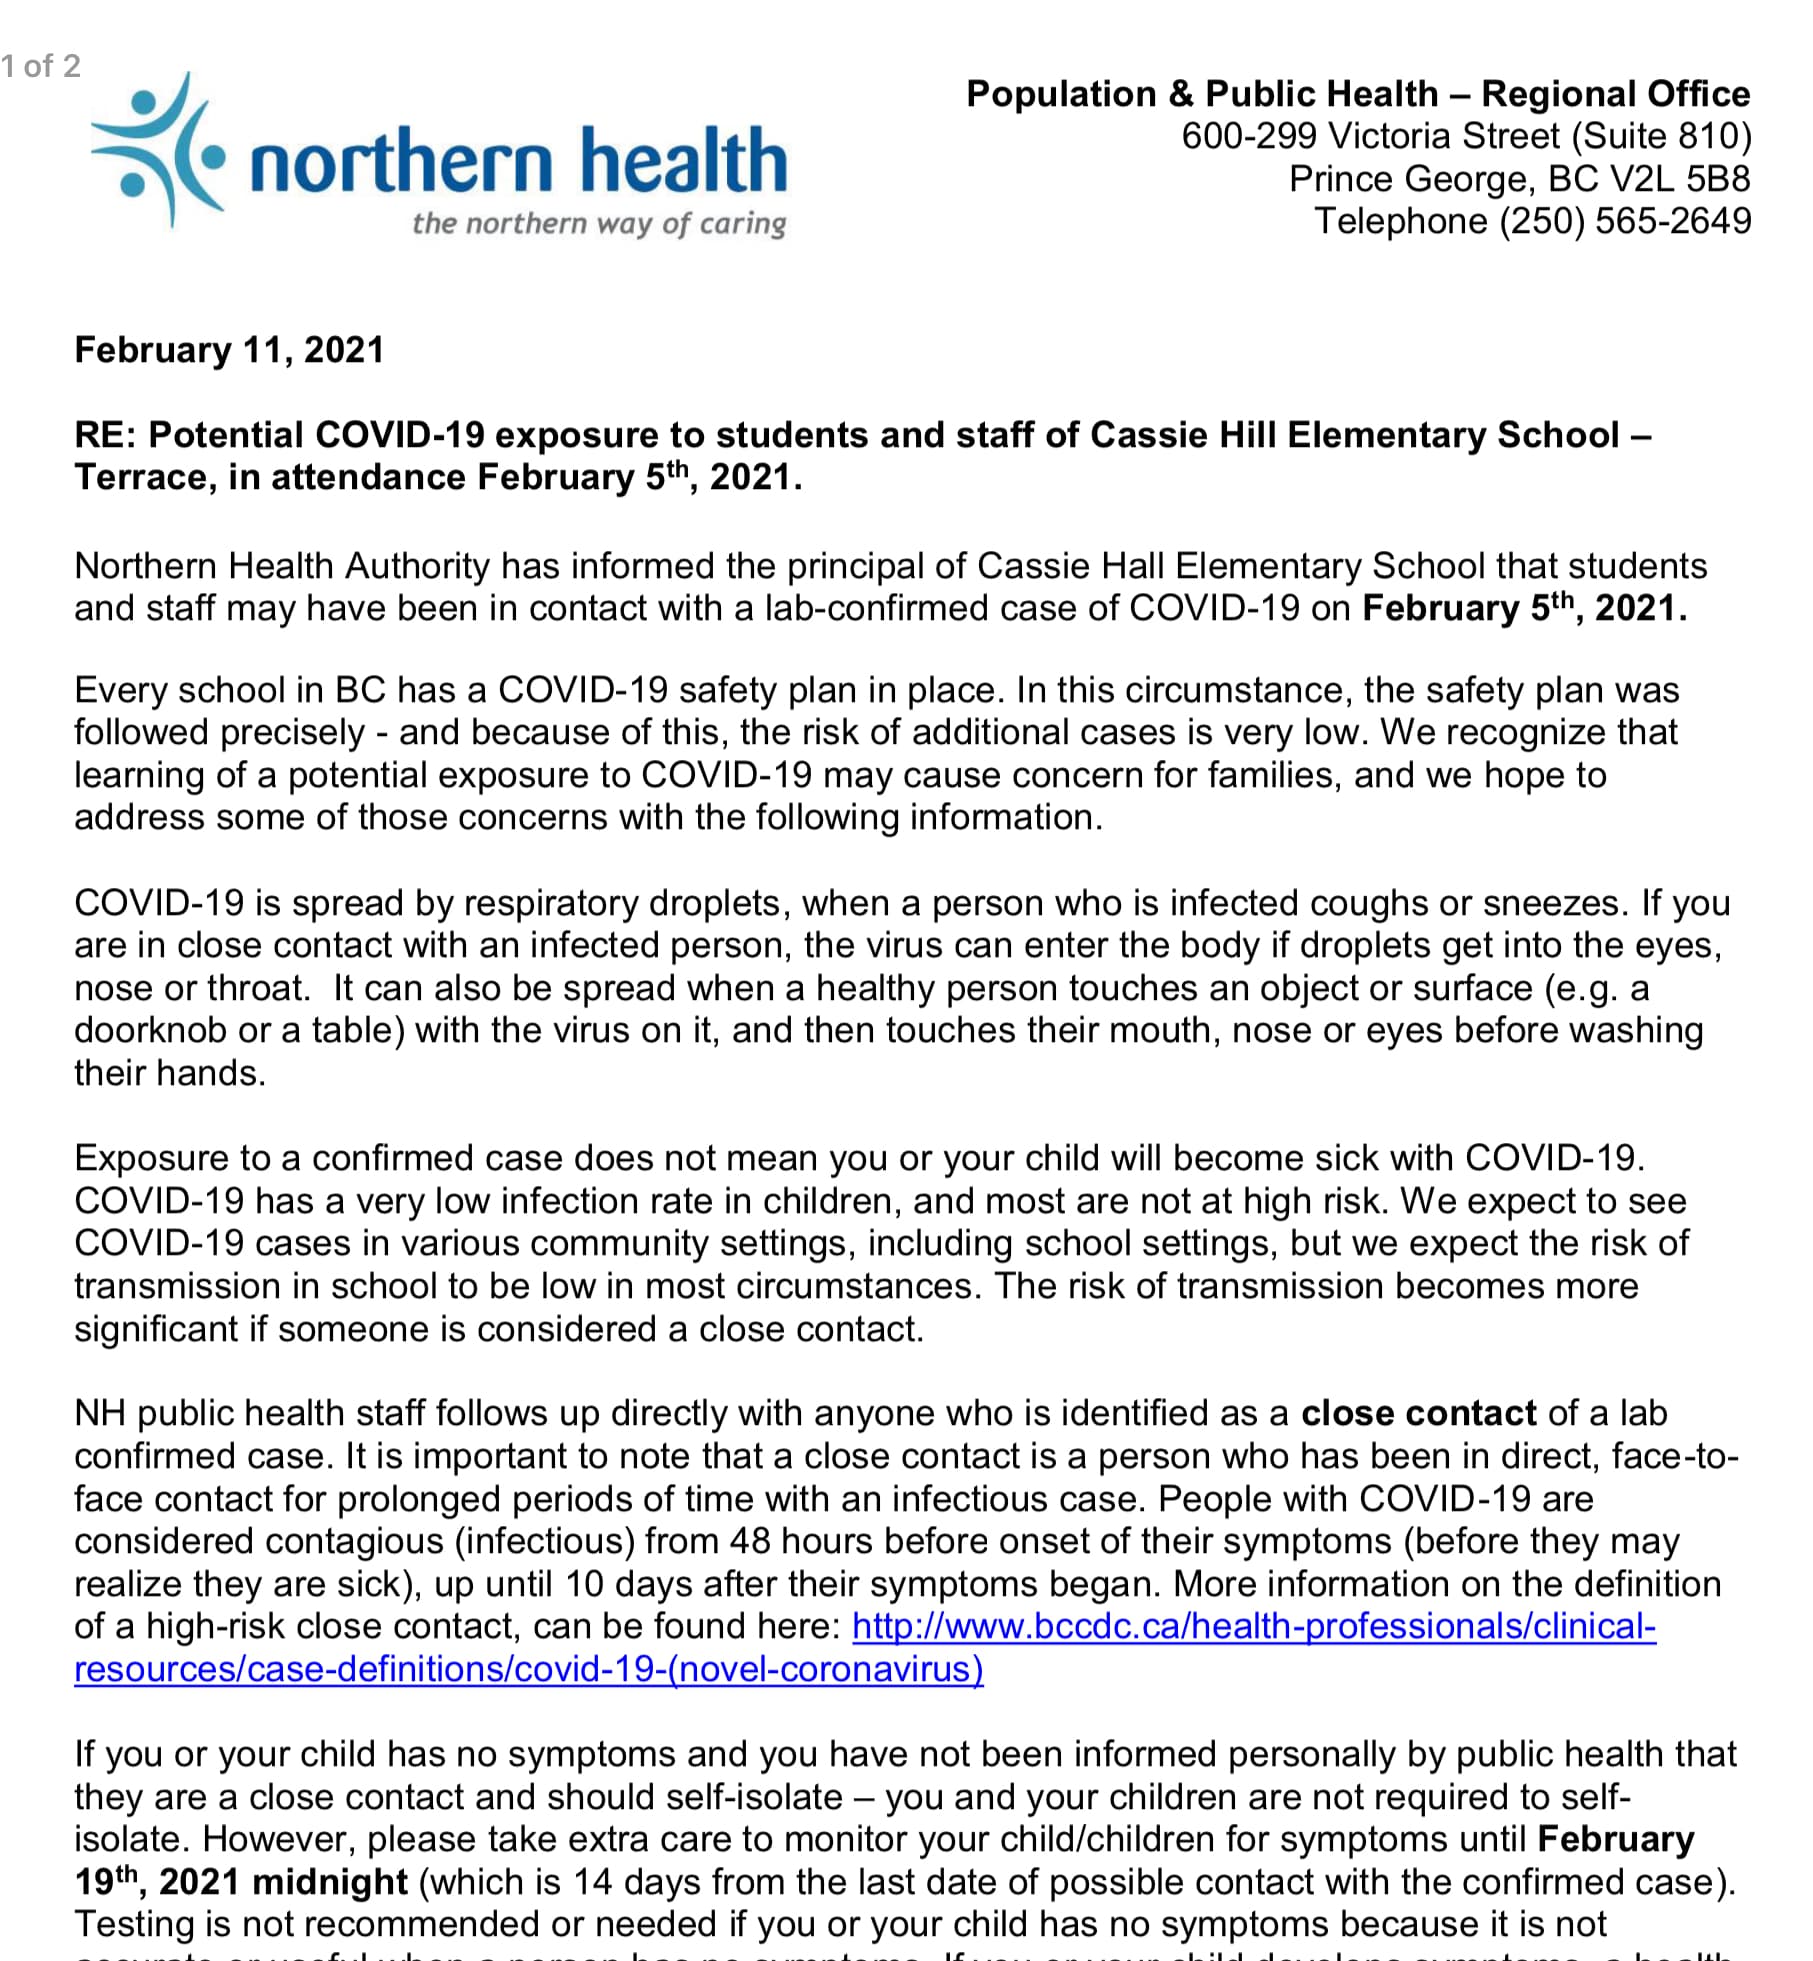 1 of 2
northern health
the northern way of caring
Population & Public Health – Regional Office
600-299 Victoria Street (Suite 810)
Prince George, BC V2L 5B8
Telephone (250) 565-2649
February 11, 2021
RE: Potential COVID-19 exposure to students and staff of Cassie Hill Elementary School –
Terrace, in attendance February 5th, 2021.
Northern Health Authority has informed the principal of Cassie Hall Elementary School that students
and staff may have been in contact with a lab-confirmed case of COVID-19 on February 5th, 2021.
Every school in BC has a COVID-19 safety plan in place. In this circumstance, the safety plan was
followed precisely - and because of this, the risk of additional cases is very low. We recognize that
learning of a potential exposure to COVID-19 may cause concern for families, and we hope to
address some of those concerns with the following information.
COVID-19 is spread by respiratory droplets, when a person who is infected coughs or sneezes. If you
are in close contact with an infected person, the virus can enter the body if droplets get into the eyes,
nose or throat.  It can also be spread when a healthy person touches an object or surface (e.g. a
doorknob or a table) with the virus on it, and then touches their mouth, nose or eyes before washing
their hands.
Exposure to a confirmed case does not mean you or your child will become sick with COVID-19.
COVID-19 has a very low infection rate in children, and most are not at high risk. We expect to see
COVID-19 cases in various community settings, including school settings, but we expect the risk of
transmission in school to be low in most circumstances. The risk of transmission becomes more
significant if someone is considered a close contact.
NH public health staff follows up directly with anyone who is identified as a close contact of a lab
confirmed case. It is important to note that a close contact is a person who has been in direct, face-to-
face contact for prolonged periods of time with an infectious case. People with COVID-19 are
considered contagious (infectious) from 48 hours before onset of their symptoms (before they may
realize they are sick), up until 10 days after their symptoms began. More information on the definition
of a high-risk close contact, can be found here: http://www.bccdc.ca/health-professionals/clinical-
resources/case-definitions/covid-19-(novel-coronavirus)
If you or your child has no symptoms and you have not been informed personally by public health that
they are a close contact and should self-isolate – you and your children are not required to self-
isolate. However, please take extra care to monitor your child/children for symptoms until February
19th, 2021 midnight (which is 14 days from the last date of possible contact with the confirmed case).
Testing is not recommended or needed if you or your child has no symptoms because it is not